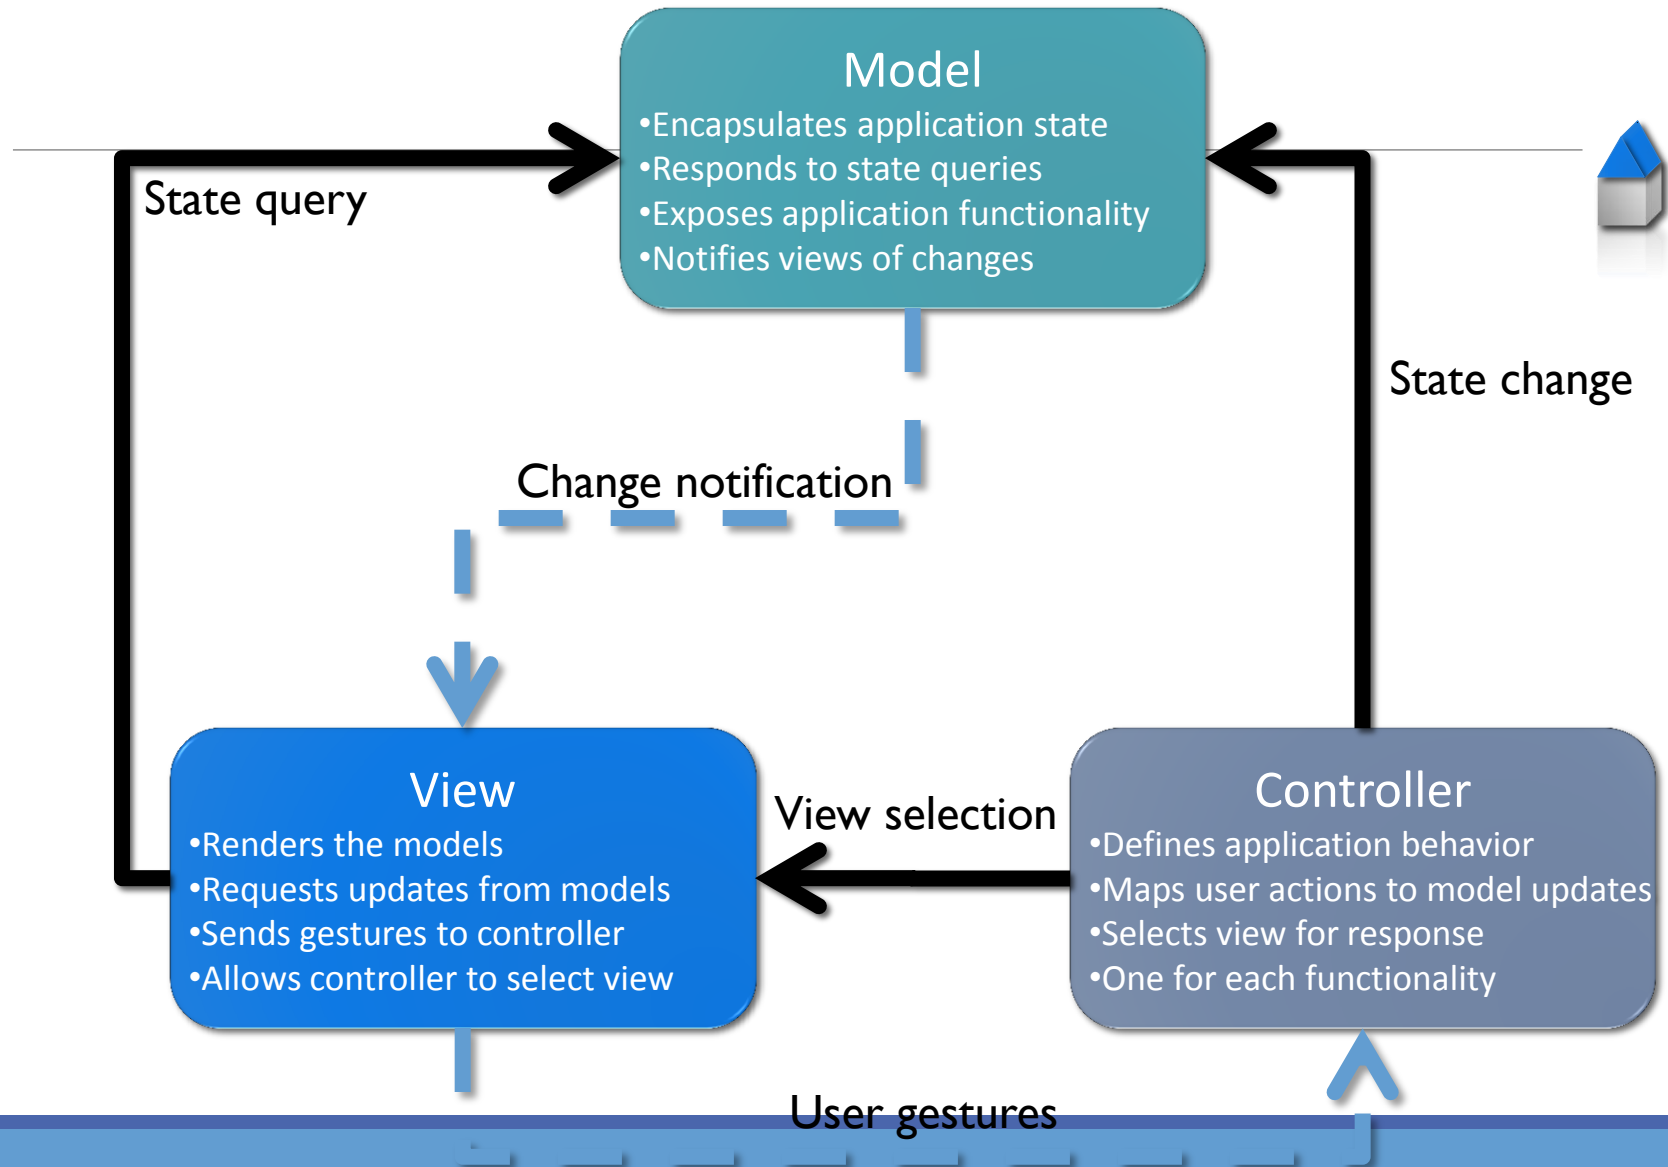 Model
•Encapsulates application state
•Responds to state queries
•Exposes application functionality
•Notifies views of changes
State query
State change
Change notification
View
•Renders the models
•Requests updates from models
•Sends gestures to controller
•Allows controller to select view
View selection
Controller
•Defines application behavior
•Maps user actions to model updates
•Selects view for response
•One for each functionality
User gestures